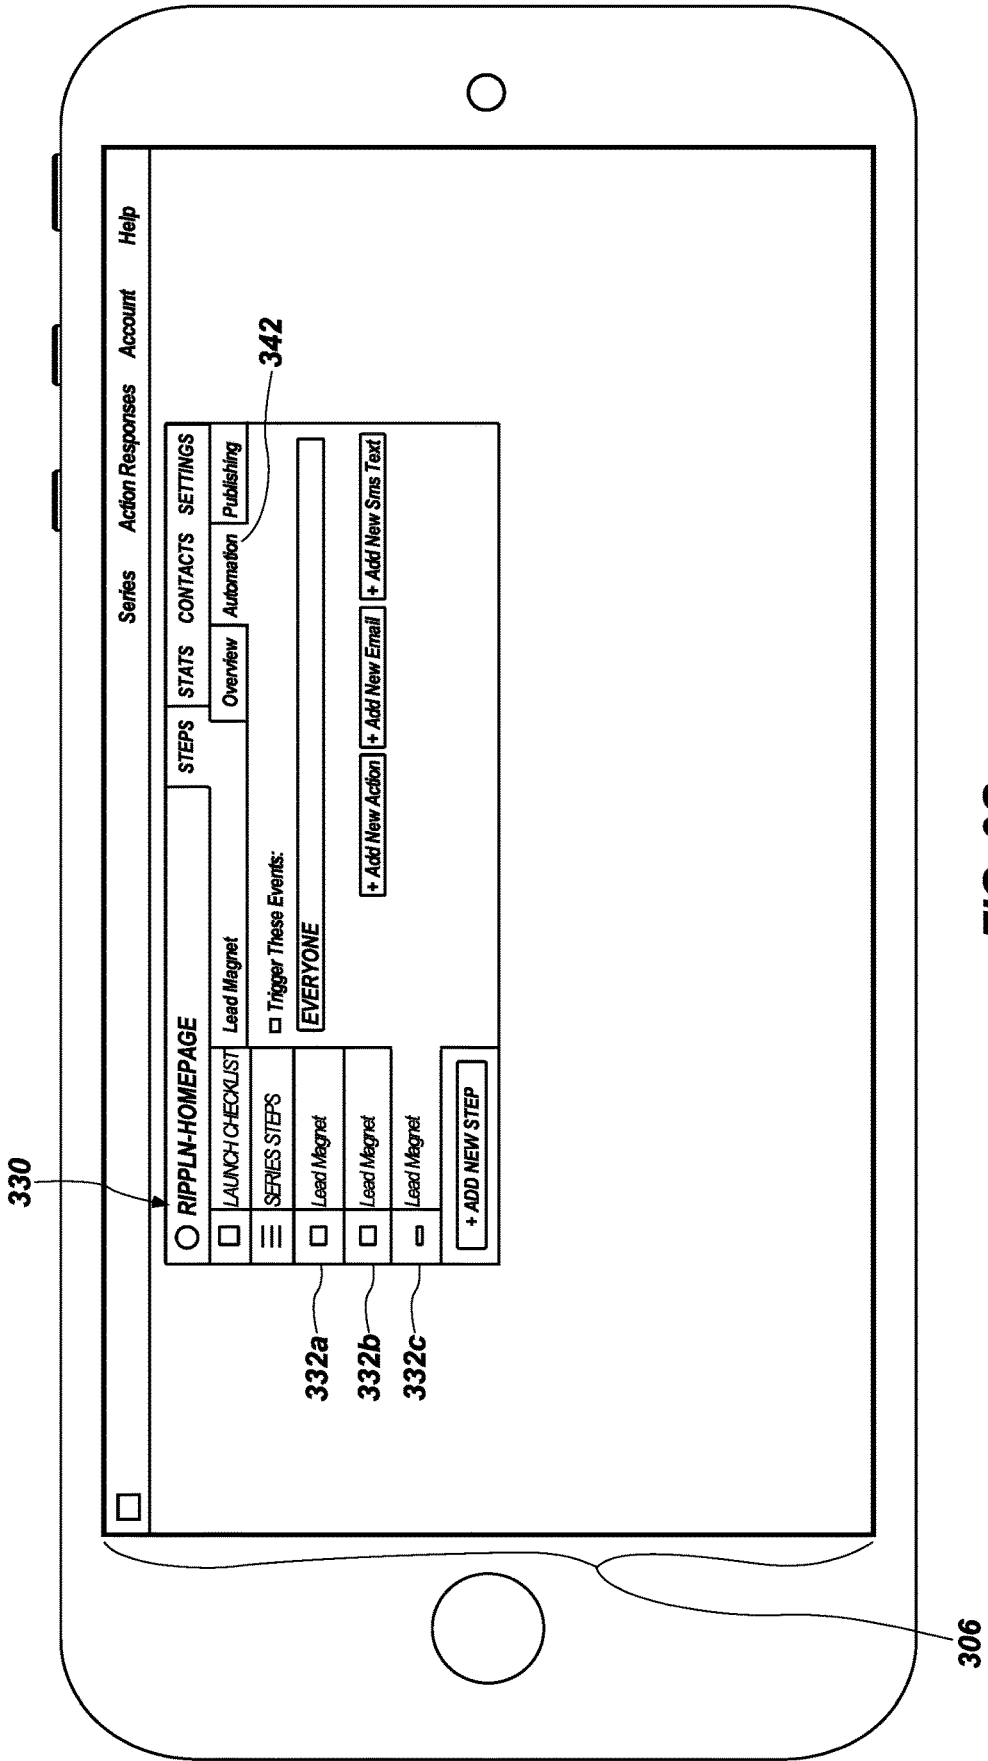 Series Action Responses Account Help
330
RIPPLN-HOMEPAGE STEPS STATS CONTACTS SETTINGS
LAUNCH CHECKLIST Lead Magnet Overview Automation Publishing
342
SERIES STEPS Trigger These Events:
332a Lead Magnet EVERYONE
332b Lead Magnet + Add New Action + Add New Email + Add New Sms Text
332c Lead Magnet
+ ADD NEW STEP
306